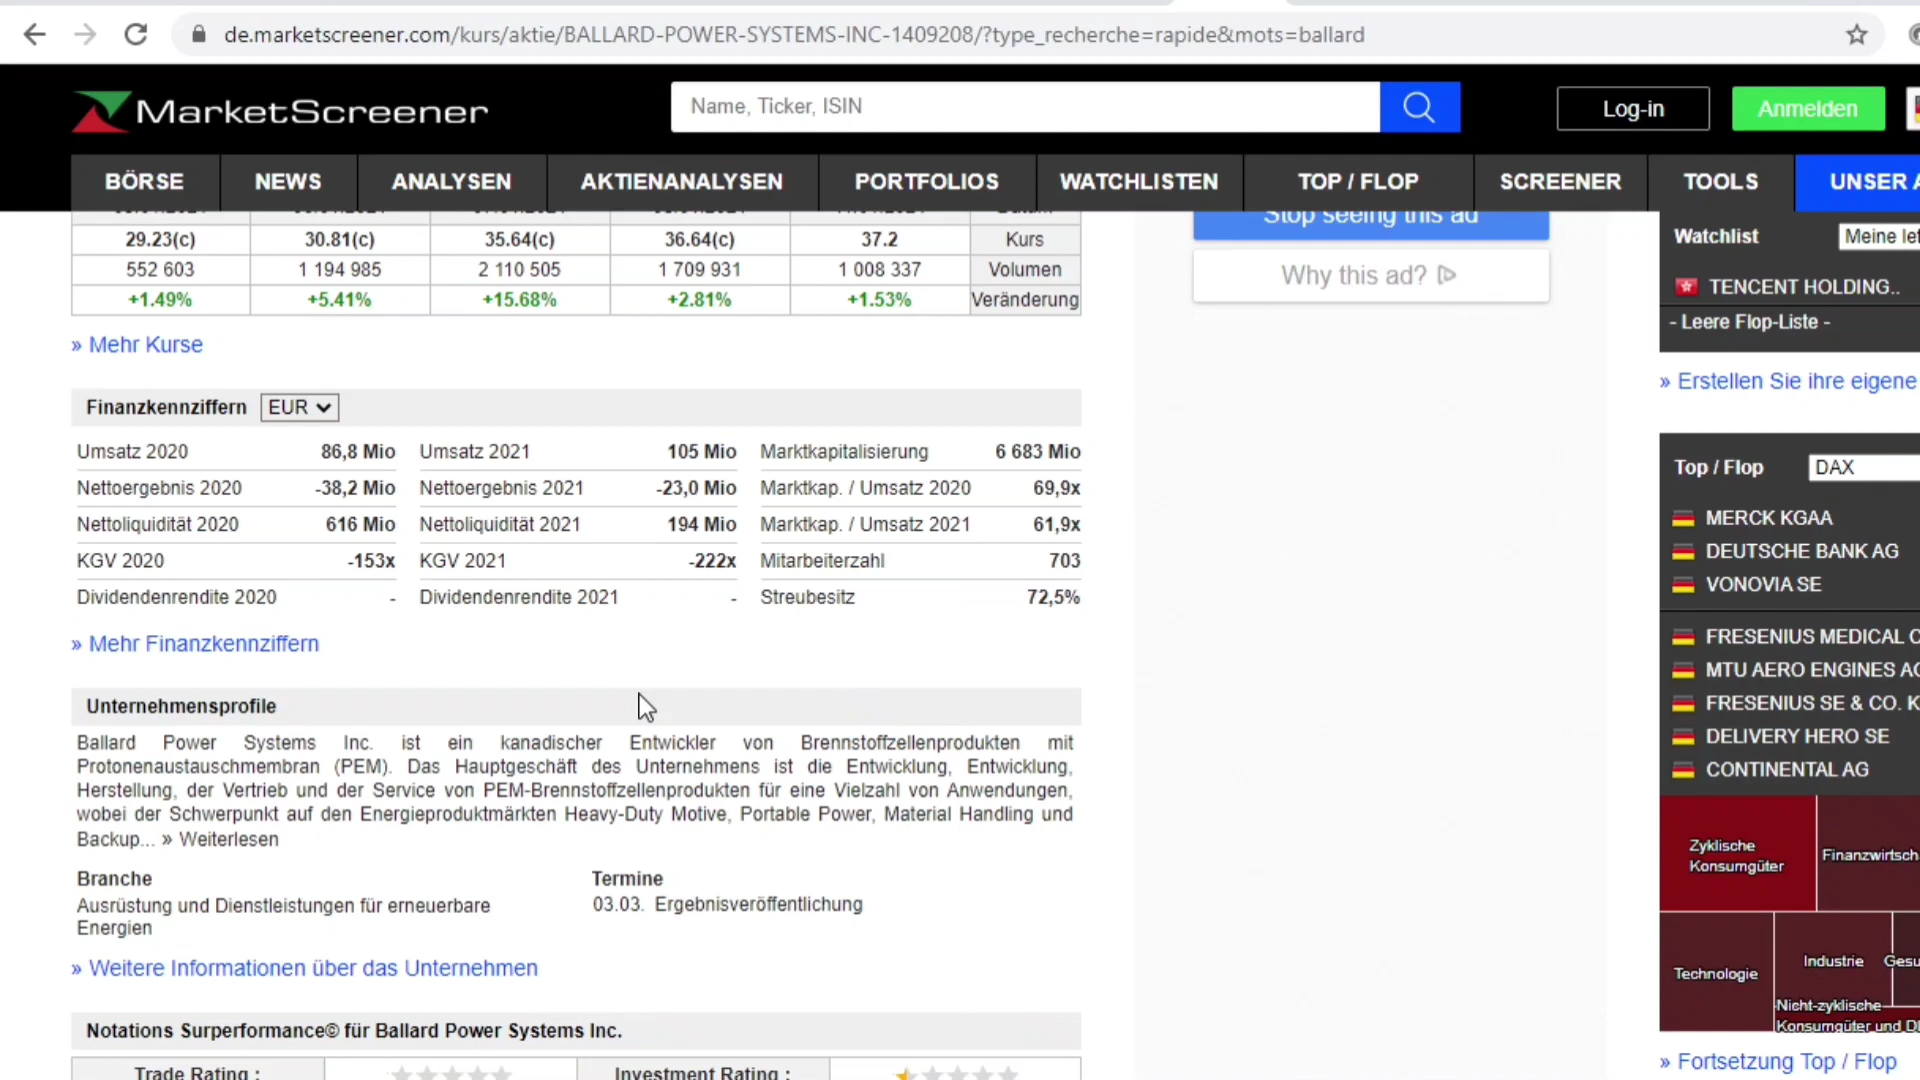 de.marketscreener.com/kurs/aktie/BALLARD-POWER-SYSTEMS-INC-1409208/?type_recherche=rapide&mots=ballard
MarketScreener
Name, Ticker, ISIN
Log-in
Anmelden
BÖRSE NEWS ANALYSEN AKTIENANALYSEN PORTFOLIOS WATCHLISTEN TOP / FLOP SCREENER TOOLS UNSER
29.23(c) 30.81(c) 35.64(c) 36.64(c) 37.2 Kurs
552 603 1 194 985 2 110 505 1 709 931 1 008 337 Volumen
+1.49% +5.41% +15.68% +2.81% +1.53% Veränderung
» Mehr Kurse
Finanzkennziffern EUR
Umsatz 2020 86,8 Mio Umsatz 2021 105 Mio Marktkapitalisierung 6 683 Mio
Nettoergebnis 2020 -38,2 Mio Nettoergebnis 2021 -23,0 Mio Marktkap. / Umsatz 2020 69,9x
Nettoliquidität 2020 616 Mio Nettoliquidität 2021 194 Mio Marktkap. / Umsatz 2021 61,9x
KGV 2020 -153x KGV 2021 -222x Mitarbeiterzahl 703
Dividendenrendite 2020 - Dividendenrendite 2021 - Streubesitz 72,5%
» Mehr Finanzkennziffern
Unternehmensprofile
Ballard Power Systems Inc. ist ein kanadischer Entwickler von Brennstoffzellenprodukten mit
Protonenaustauschmembran (PEM). Das Hauptgeschäft des Unternehmens ist die Entwicklung, Entwicklung,
Herstellung, der Vertrieb und der Service von PEM-Brennstoffzellenprodukten für eine Vielzahl von Anwendungen,
wobei der Schwerpunkt auf den Energieproduktmärkten Heavy-Duty Motive, Portable Power, Material Handling und
Backup... » Weiterlesen
Branche
Ausrüstung und Dienstleistungen für erneuerbare
Energien
Termine
03.03. Ergebnisveröffentlichung
» Weitere Informationen über das Unternehmen
Notations Surperformance© für Ballard Power Systems Inc.
Trade Rating : Investment Rating :
Stop seeing this ad
Why this ad?
Watchlist Meine let
TENCENT HOLDING..
- Leere Flop-Liste -
» Erstellen Sie ihre eigene
Top / Flop DAX
MERCK KGAA
DEUTSCHE BANK AG
VONOVIA SE
FRESENIUS MEDICAL C
MTU AERO ENGINES AG
FRESENIUS SE & CO. K
DELIVERY HERO SE
CONTINENTAL AG
Zyklische
Konsumgüter
Finanzwirtsch
Technologie
Industrie
Gesu
Nicht-zyklische
Konsumgüter und
» Fortsetzung Top / Flop